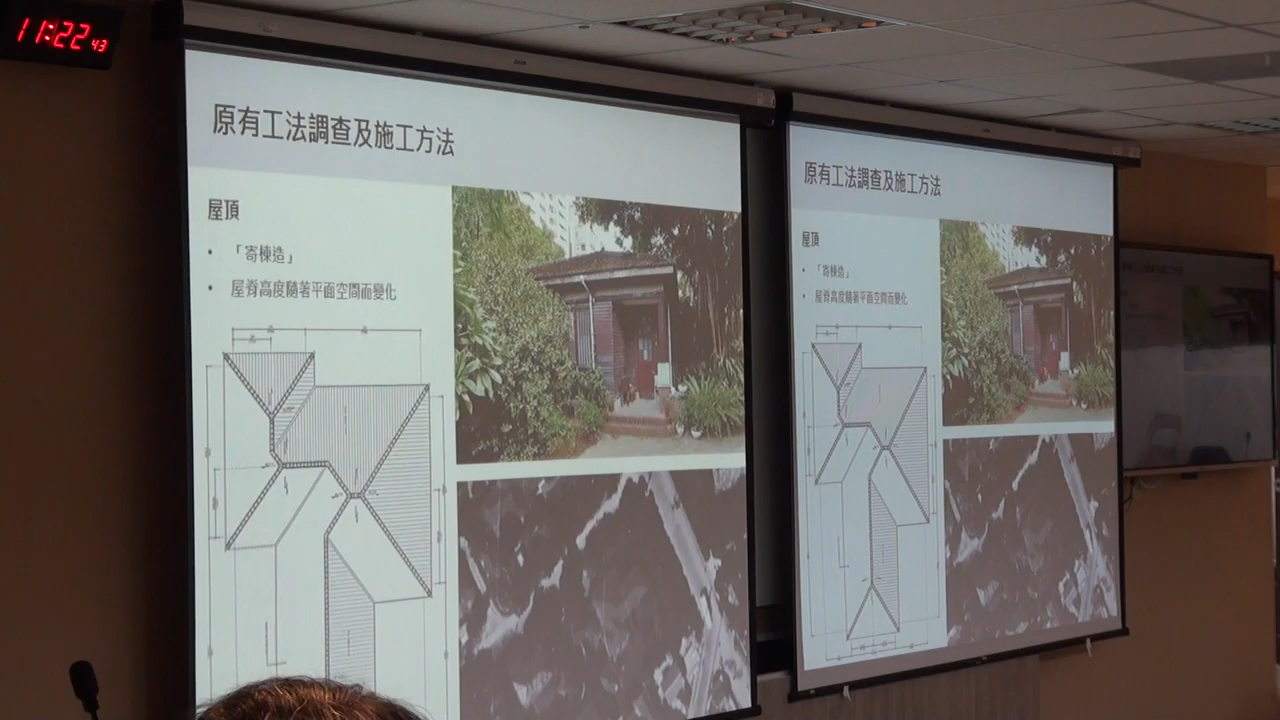 11:22 43
原有工法調查及施工方法
屋頂
• 「寄棟造」
• 屋脊高度隨著平面空間而變化
原有工法調查及施工方法
屋頂
• 「寄棟造」
• 屋脊高度隨著平面空間而變化